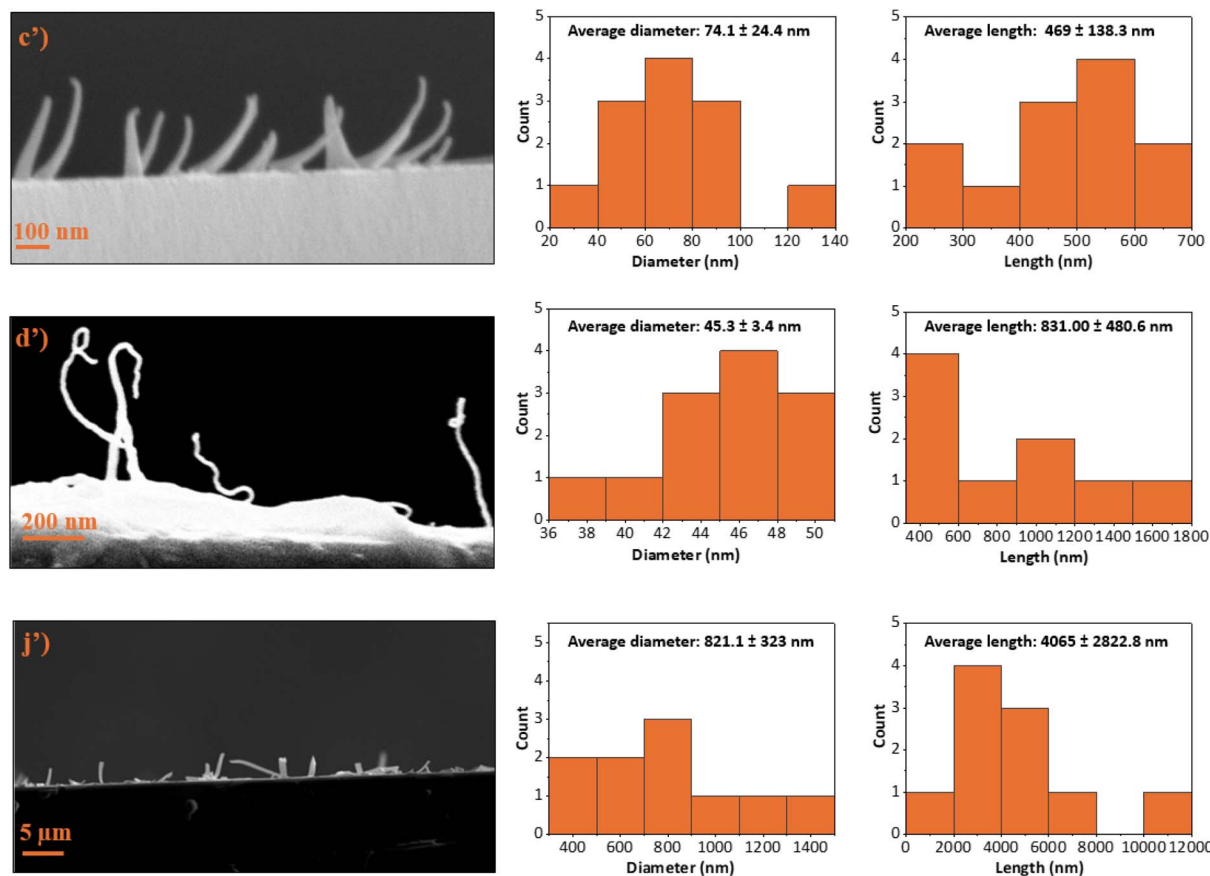 c’)
100 nm
Average diameter: 74.1 ± 24.4 nm
Count
5
4
3
2
1
0
20 40 60 80 100 120 140
Diameter (nm)
Average length: 469 ± 138.3 nm
Count
5
4
3
2
1
0
200 300 400 500 600 700
Length (nm)
d’)
200 nm
Average diameter: 45.3 ± 3.4 nm
Count
5
4
3
2
1
0
36 38 40 42 44 46 48 50
Diameter (nm)
Average length: 831.00 ± 480.6 nm
Count
5
4
3
2
1
0
400 600 800 1000 1200 1400 1600 1800
Length (nm)
j’)
5 µm
Average diameter: 821.1 ± 323 nm
Count
5
4
3
2
1
0
400 600 800 1000 1200 1400
Diameter (nm)
Average length: 4065 ± 2822.8 nm
Count
5
4
3
2
1
0
0 2000 4000 6000 8000 10000 12000
Length (nm)